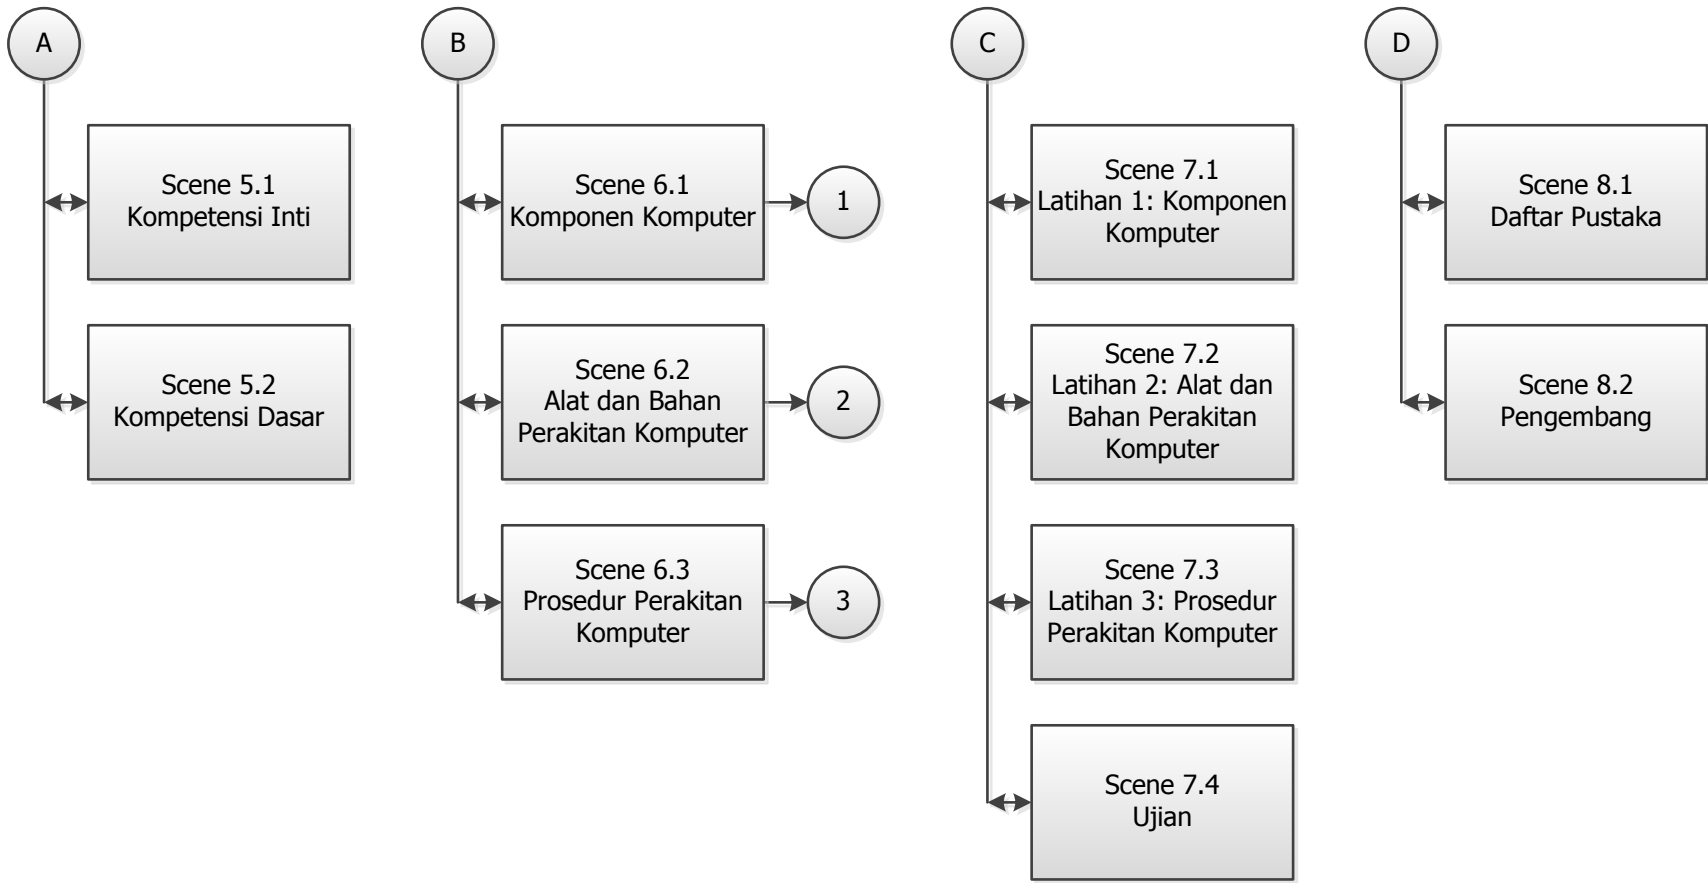 A
Scene 5.1
Kompetensi Inti
Scene 5.2
Kompetensi Dasar
B
Scene 6.1
Komponen Komputer
1
Scene 6.2
Alat dan Bahan
Perakitan Komputer
2
Scene 6.3
Prosedur Perakitan
Komputer
3
C
Scene 7.1
Latihan 1: Komponen
Komputer
Scene 7.2
Latihan 2: Alat dan
Bahan Perakitan
Komputer
Scene 7.3
Latihan 3: Prosedur
Perakitan Komputer
Scene 7.4
Ujian
D
Scene 8.1
Daftar Pustaka
Scene 8.2
Pengembang